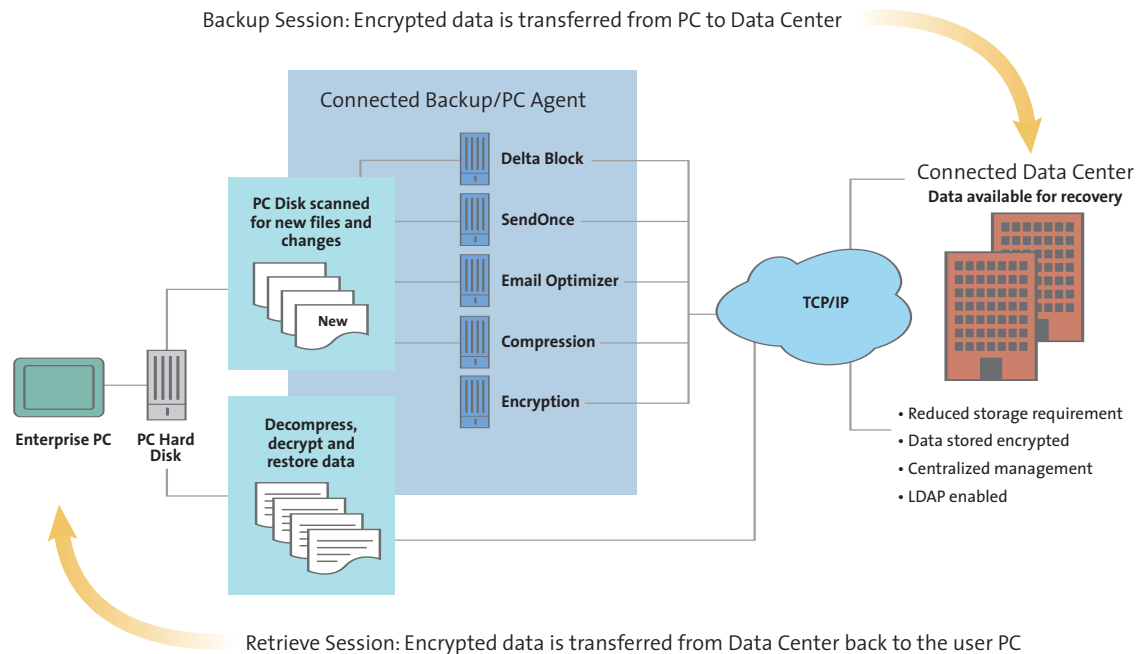 Backup Session: Encrypted data is transferred from PC to Data Center
Connected Backup/PC Agent
Delta Block
SendOnce
Email Optimizer
Compression
Encryption
PC Disk scanned
for new files and
changes
New
Enterprise PC
PC Hard
Disk
Decompress,
decrypt and
restore data
TCP/IP
Connected Data Center
Data available for recovery
• Reduced storage requirement
• Data stored encrypted
• Centralized management
• LDAP enabled
Retrieve Session: Encrypted data is transferred from Data Center back to the user PC